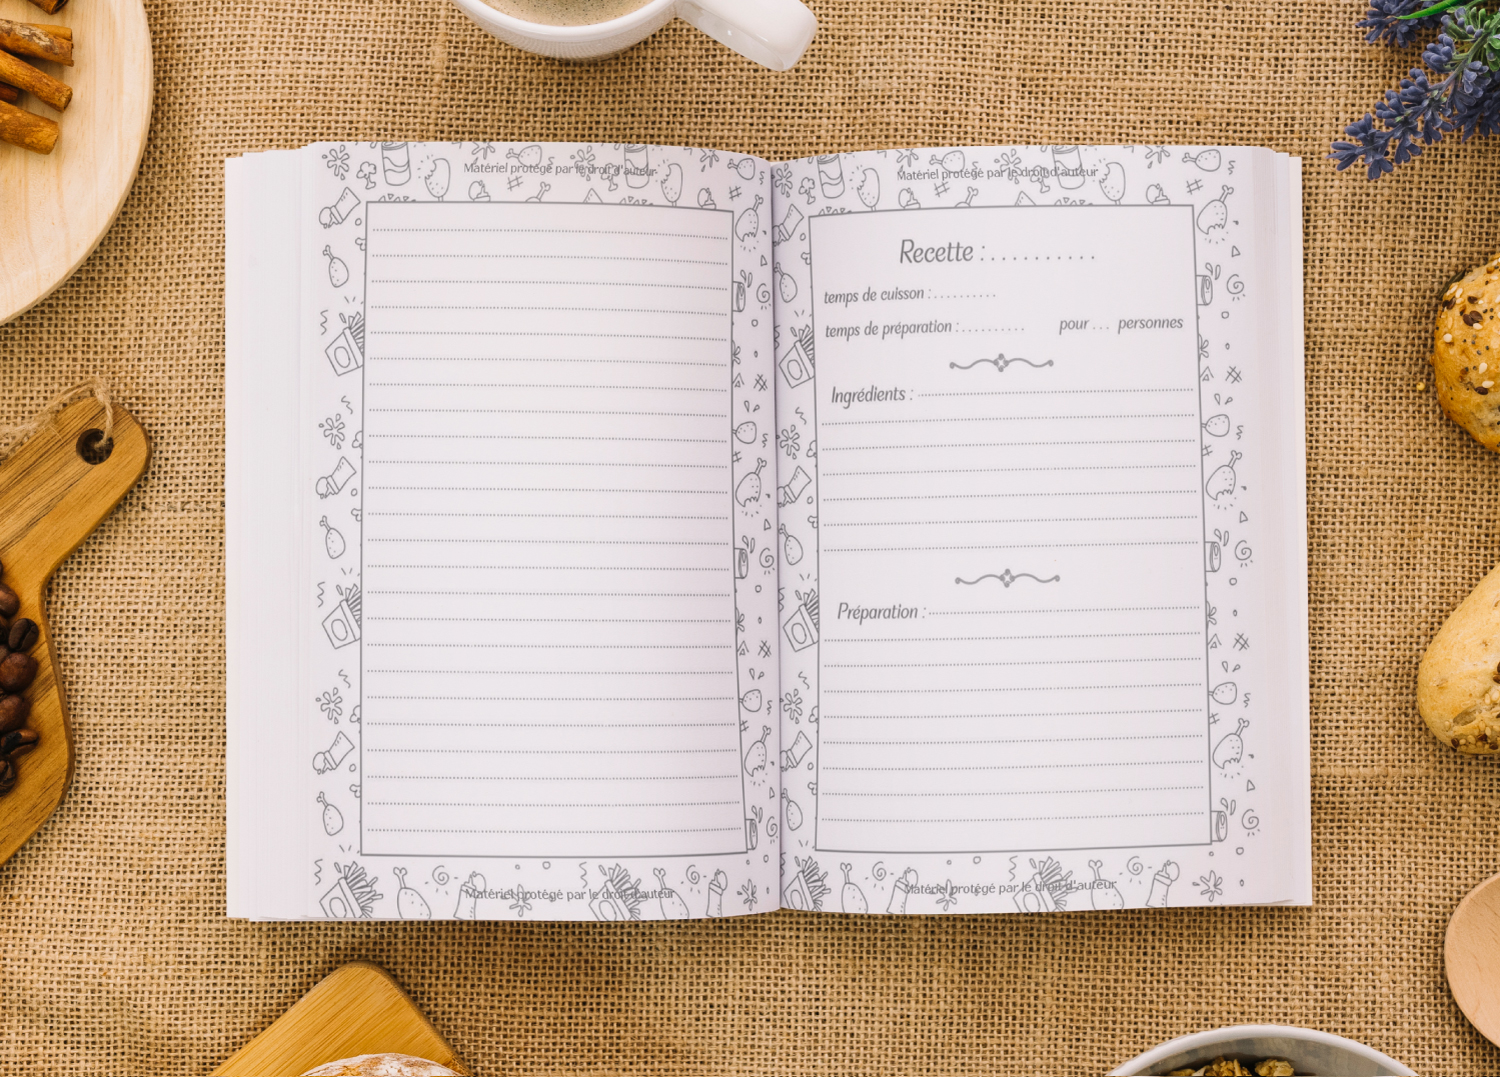 Matériel protégé par le droit d'auteur
Matériel protégé par le droit d'auteur
Matériel protégé par le droit d'auteur
Recette : . . . . . . . . . .
temps de cuisson : . . . . . . . . . .
temps de préparation : . . . . . . . . . . pour . . . personnes
Ingrédients :
Préparation :
Matériel protégé par le droit d'auteur